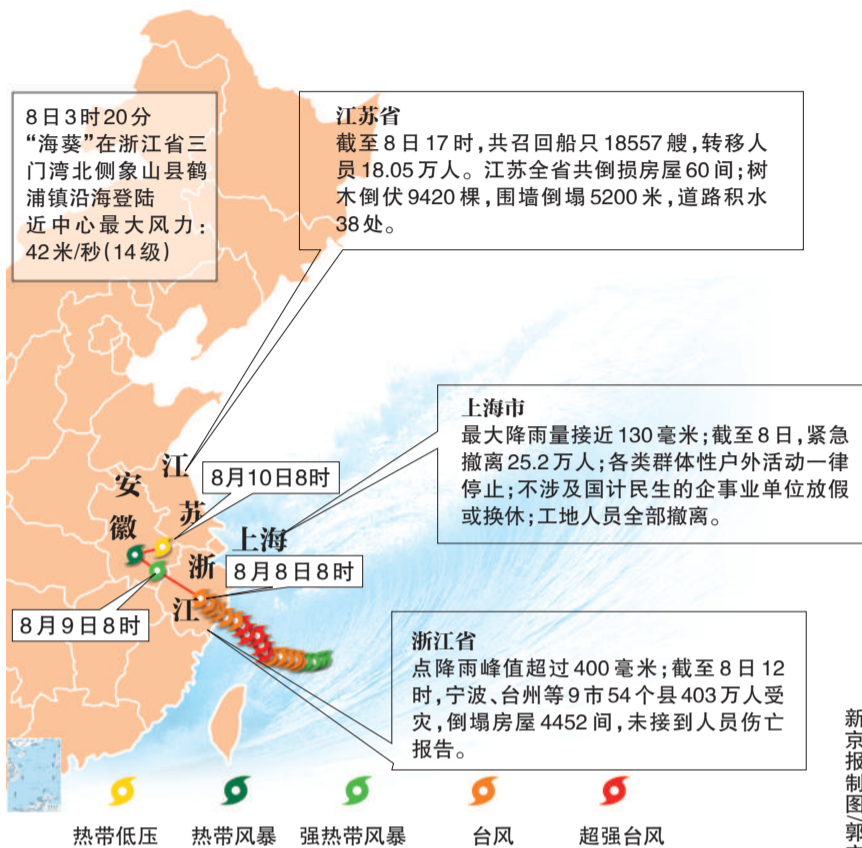 8日3时20分
“海葵”在浙江省三
门湾北侧象山县鹤
浦镇沿海登陆
近中心最大风力：
42米/秒(14级)
江苏省
截至8日17时，共召回船只18557艘，转移人
员18.05万人。江苏全省共倒损房屋60间；树
木倒伏9420棵，围墙倒塌5200米，道路积水
38处。
上海市
最大降雨量接近130毫米；截至8日，紧急
撤离25.2万人；各类群体性户外活动一律
停止；不涉及国计民生的企事业单位放假
或换休；工地人员全部撤离。
江苏
安徽
上海
浙江
8月10日8时
8月8日8时
8月9日8时
浙江省
点降雨峰值超过400毫米；截至8日12
时，宁波、台州等9市54个县403万人受
灾，倒塌房屋4452间，未接到人员伤亡
报告。
热带低压 热带风暴 强热带风暴 台风 超强台风
新京报制图/郭